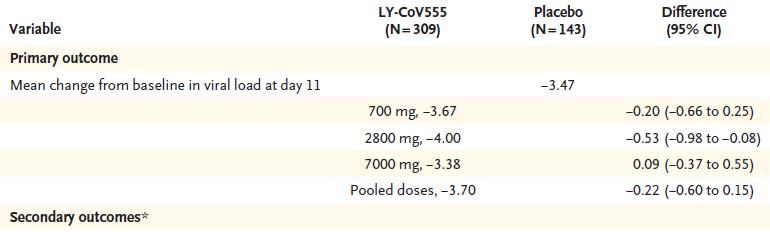 Variable LY-CoV555 (N=309) Placebo (N=143) Difference (95% CI)
Primary outcome
Mean change from baseline in viral load at day 11 −3.47
700 mg, −3.67 −0.20 (−0.66 to 0.25)
2800 mg, −4.00 −0.53 (−0.98 to −0.08)
7000 mg, −3.38 0.09 (−0.37 to 0.55)
Pooled doses, −3.70 −0.22 (−0.60 to 0.15)
Secondary outcomes*